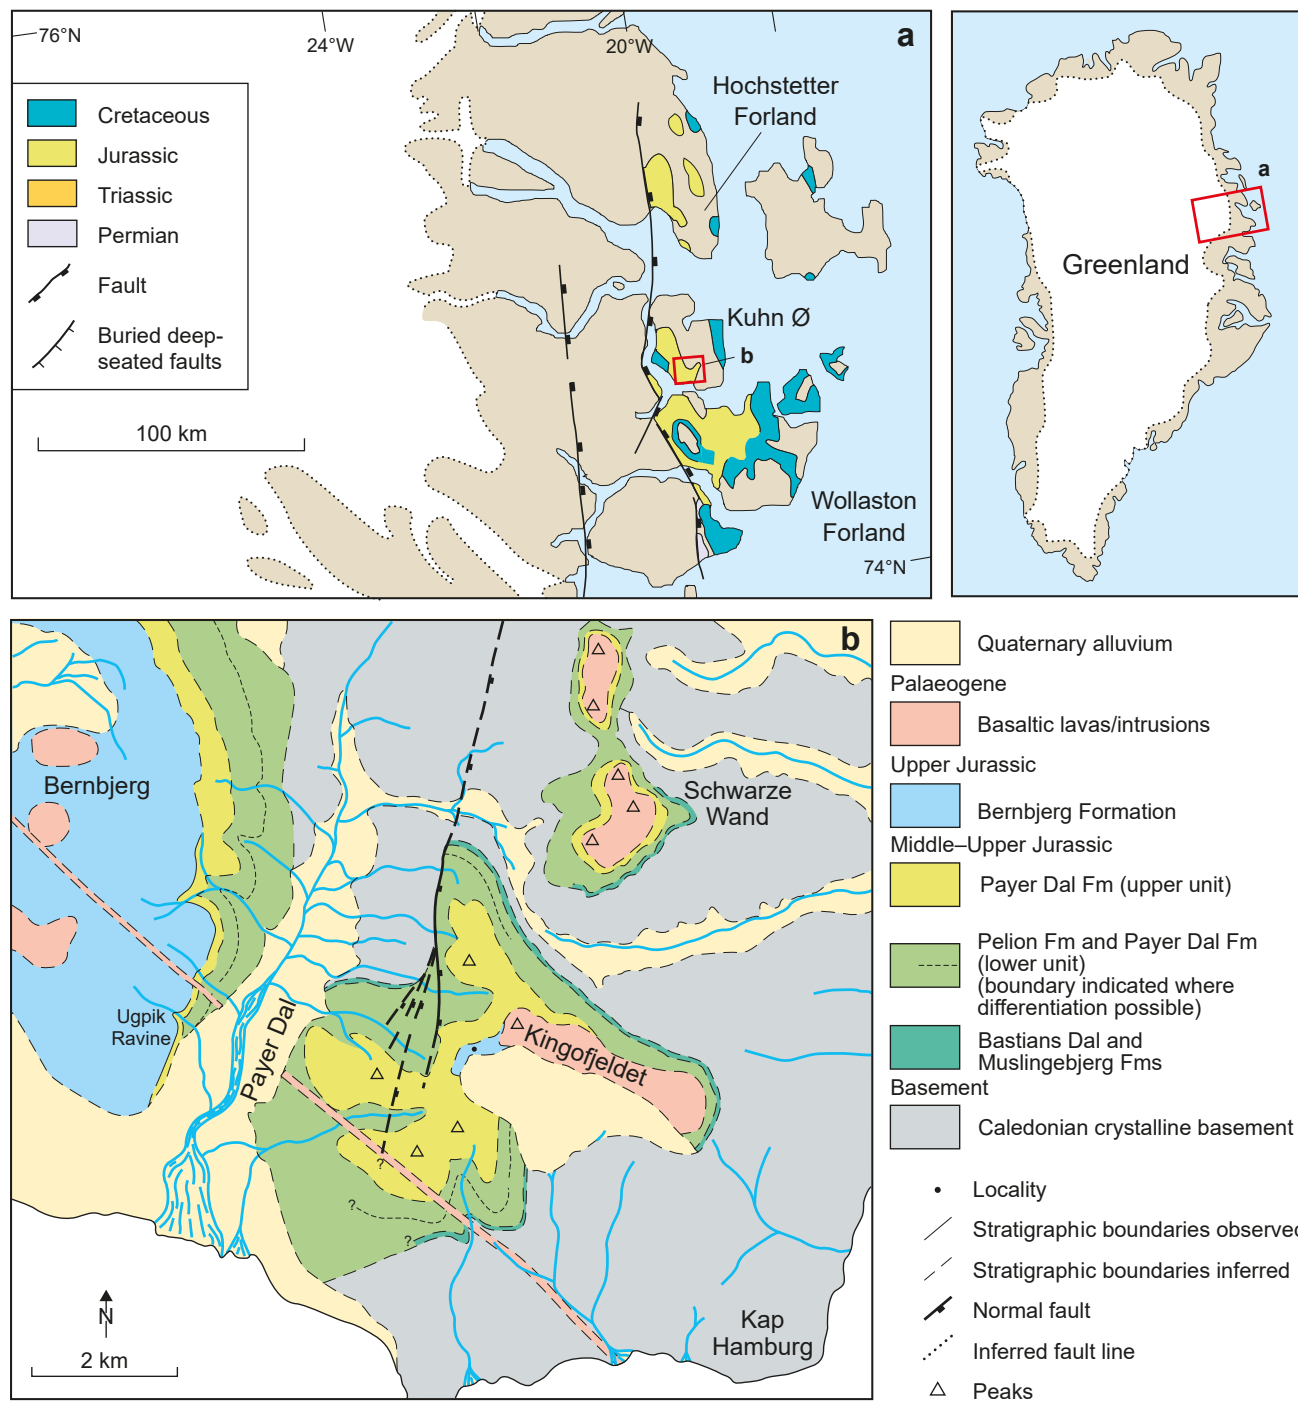 76°N
24°W
20°W
a
Cretaceous
Jurassic
Triassic
Permian
Fault
Buried deep-
seated faults
100 km
Hochstetter
Forland
Kuhn Ø
b
Wollaston
Forland
74°N
a
Greenland
b
Bernbjerg
Schwarze
Wand
Ugpik
Ravine
Payer Dal
Kingofjeldet
?
?
?
Kap
Hamburg
N
2 km
Quaternary alluvium
Palaeogene
Basaltic lavas/intrusions
Upper Jurassic
Bernbjerg Formation
Middle–Upper Jurassic
Payer Dal Fm (upper unit)
Pelion Fm and Payer Dal Fm
(lower unit)
(boundary indicated where
differentiation possible)
Bastians Dal and
Muslingebjerg Fms
Basement
Caledonian crystalline basement
Locality
Stratigraphic boundaries observed
Stratigraphic boundaries inferred
Normal fault
Inferred fault line
Peaks